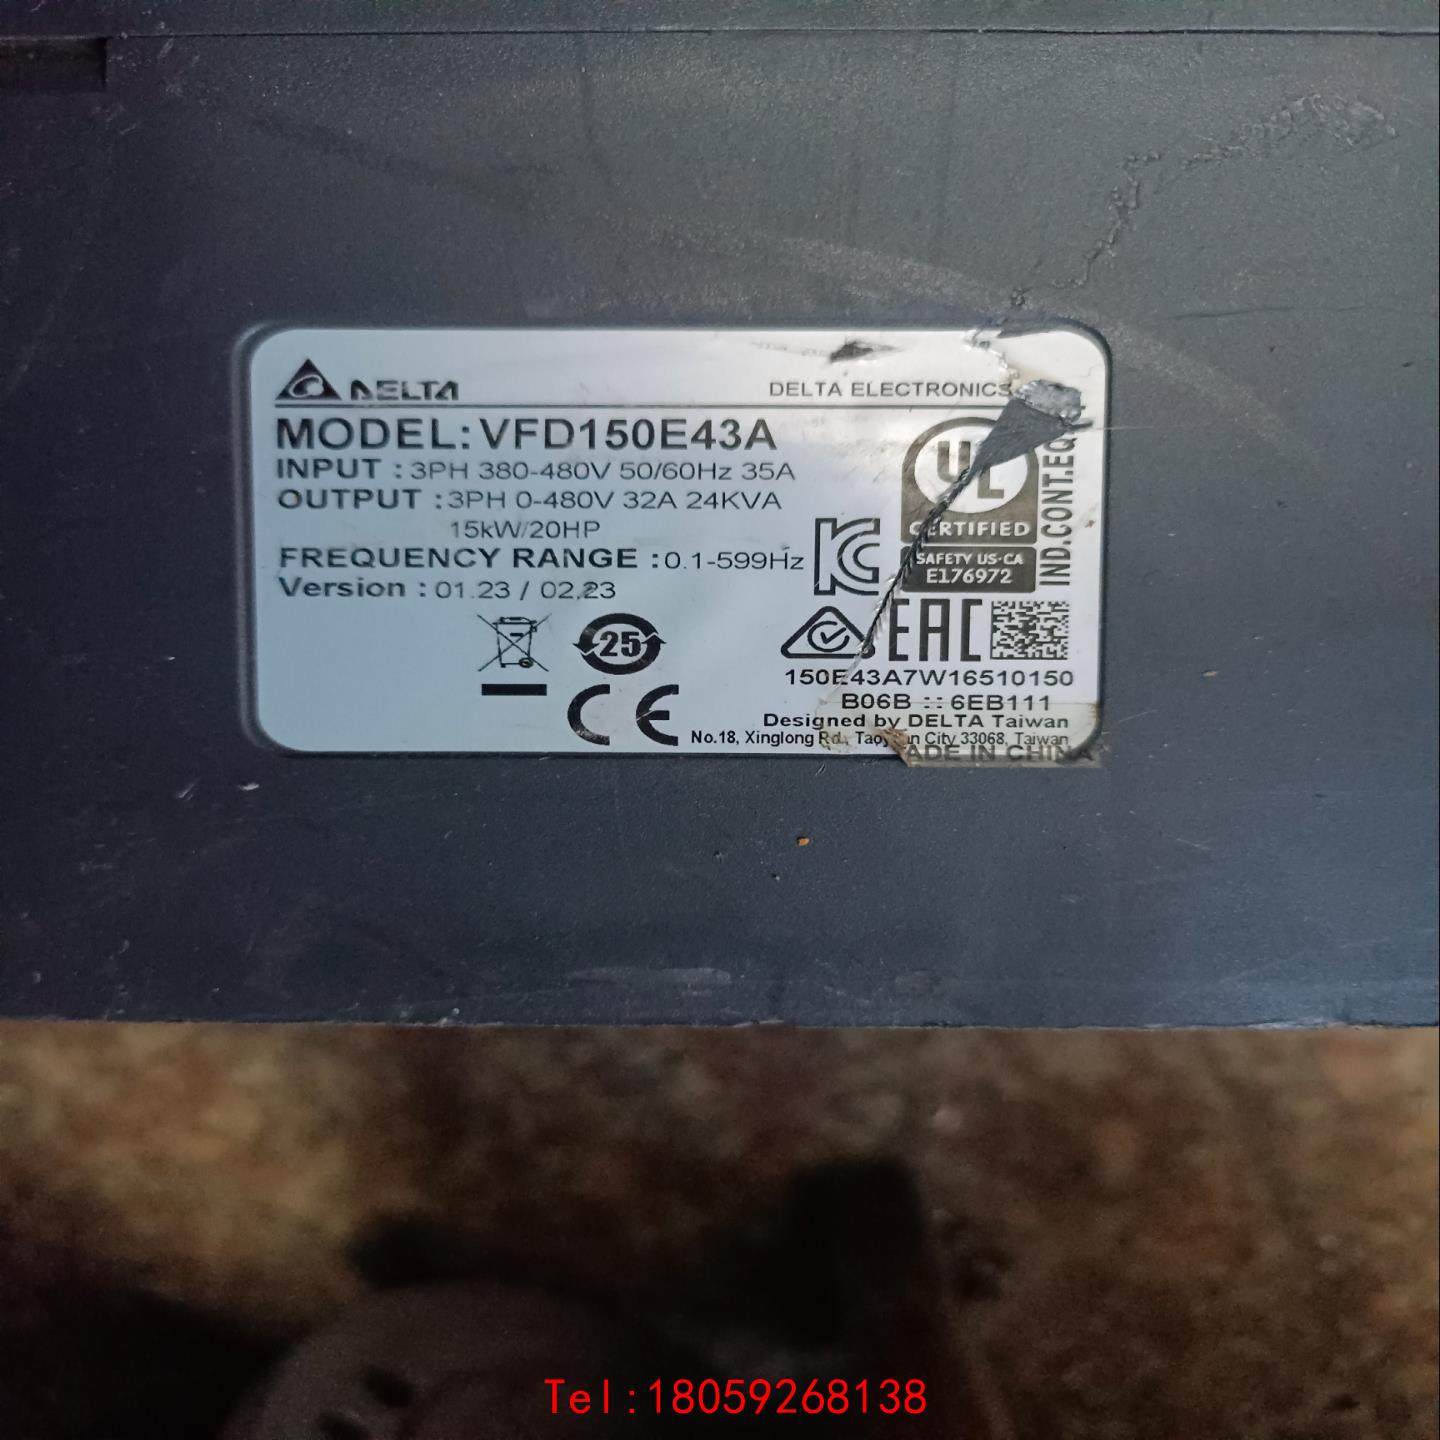 DELTA
DELTA ELECTRONICS
MODEL: VFD150E43A
INPUT : 3PH 380-480V 50/60Hz 35A
OUTPUT : 3PH 0-480V 32A 24KVA
15kW/20HP
FREQUENCY RANGE : 0.1-599Hz
Version : 01.23 / 02.23
UL
CERTIFIED
SAFETY US-CA
E176972
IND.CONT.EQ
KC
25
EAC
CE
150E43A7W16510150
B06B :: 6EB111
Designed by DELTA Taiwan
No.18, Xinglong Rd., City 33068, Taiwan
IN CHINA
Tel:18059268138